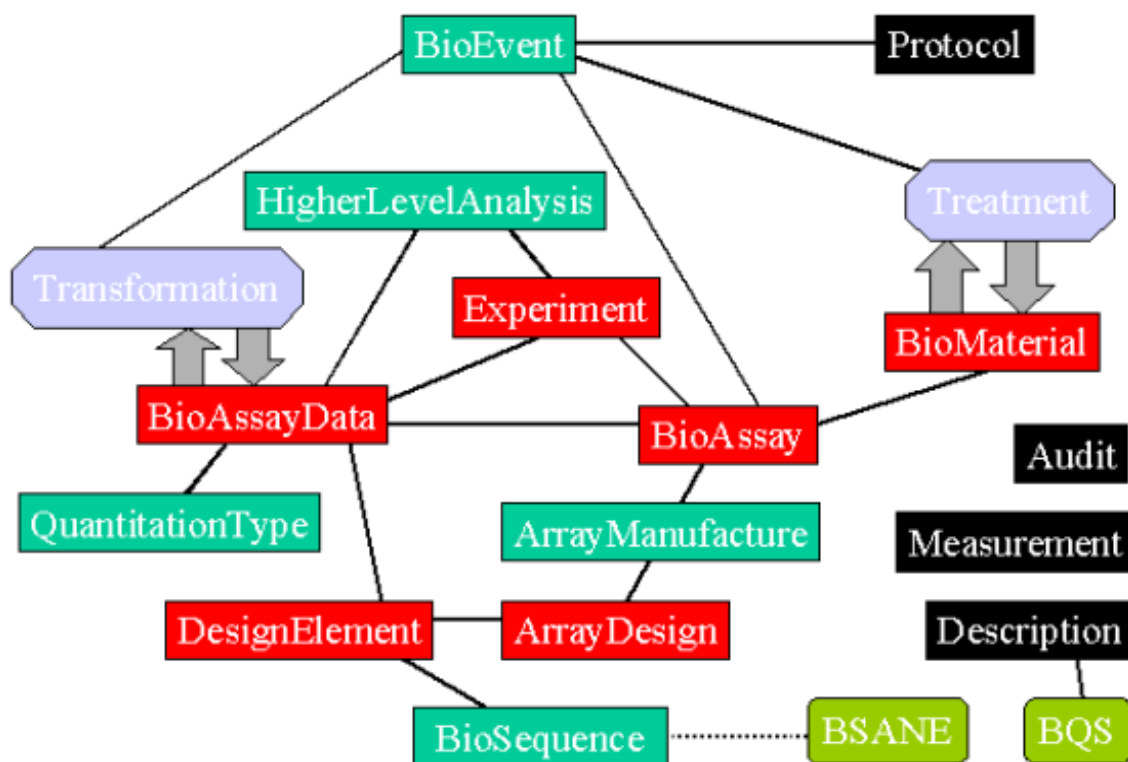 BioEvent
Protocol
HigherLevelAnalysis
Treatment
Transformation
Experiment
BioMaterial
BioAssayData
BioAssay
Audit
QuantitationType
ArrayManufacture
Measurement
DesignElement
ArrayDesign
Description
BioSequence
BSANE
BQS